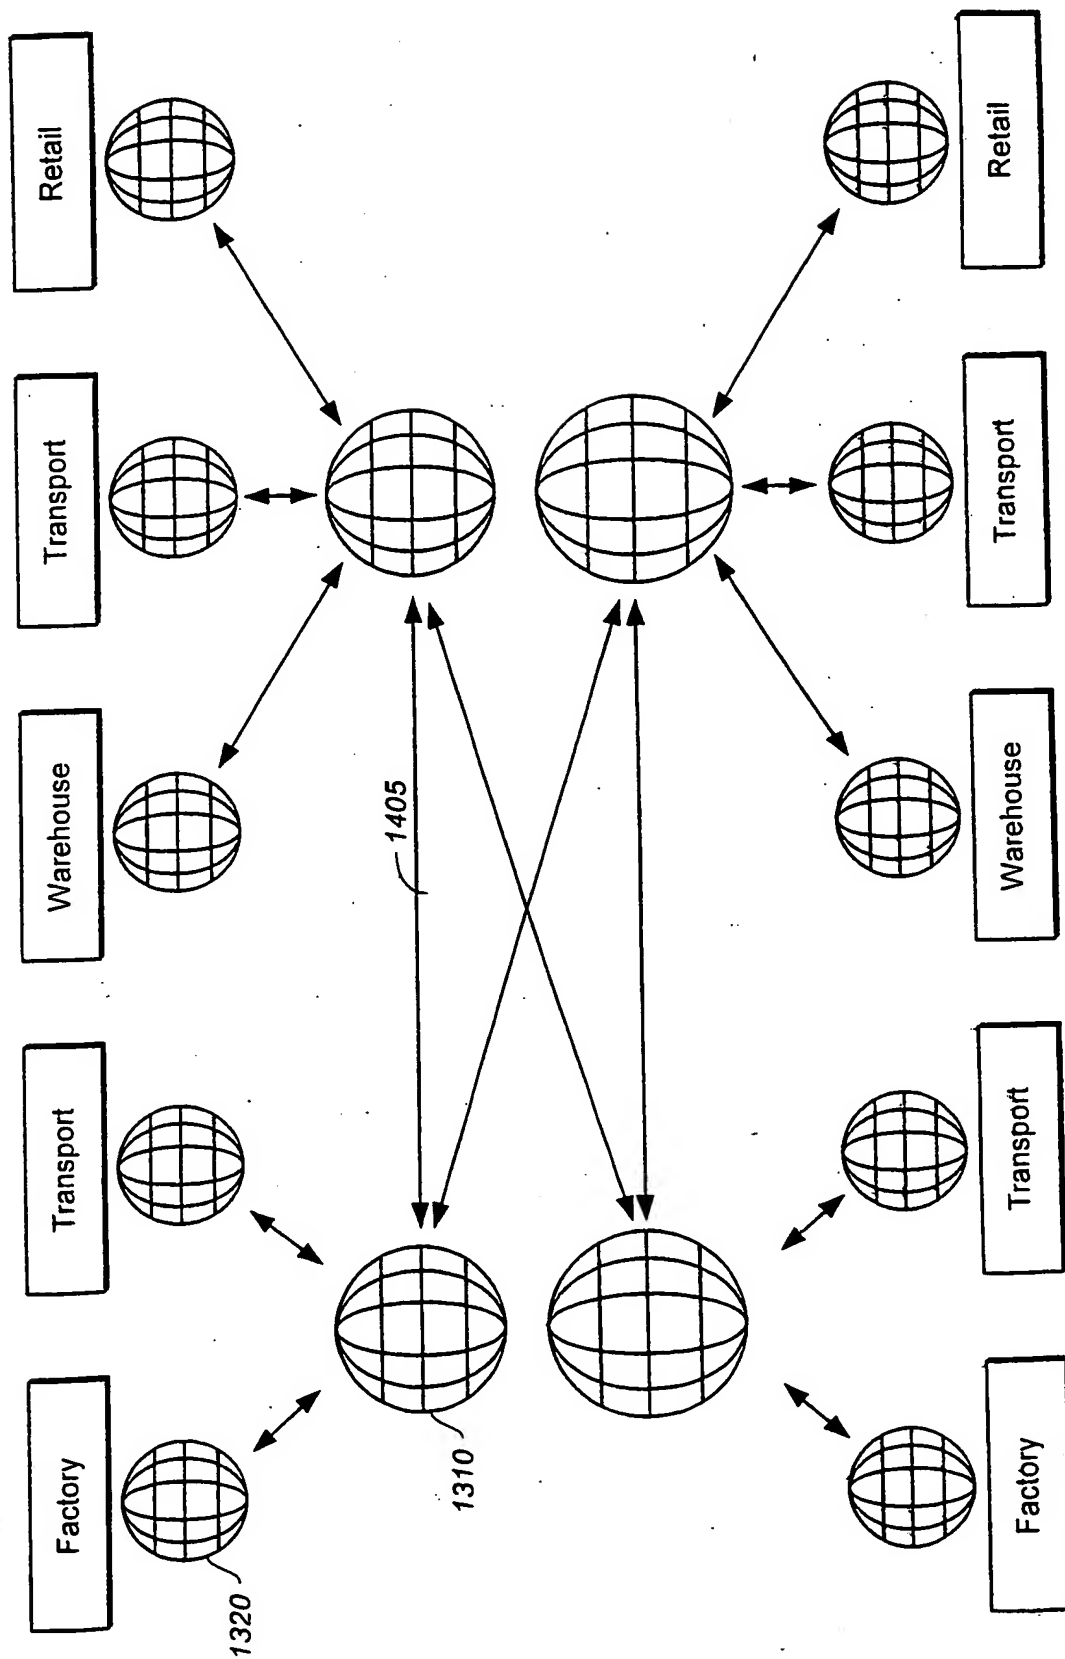 Factory
Transport
Warehouse
Transport
Retail
1320
1405
1310
Factory
Transport
Warehouse
Transport
Retail